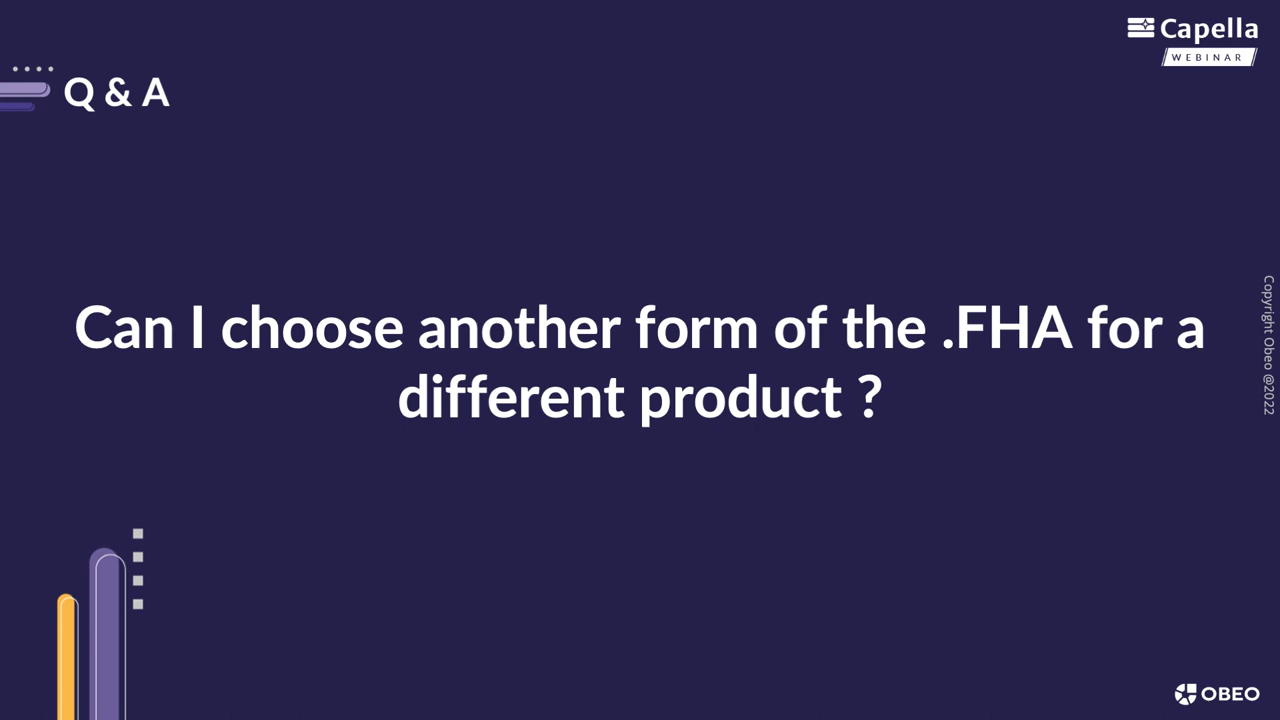 Capella
WEBINAR
Q & A
Can I choose another form of the .FHA for a
different product ?
Copyright Obeo @2022
OBEO